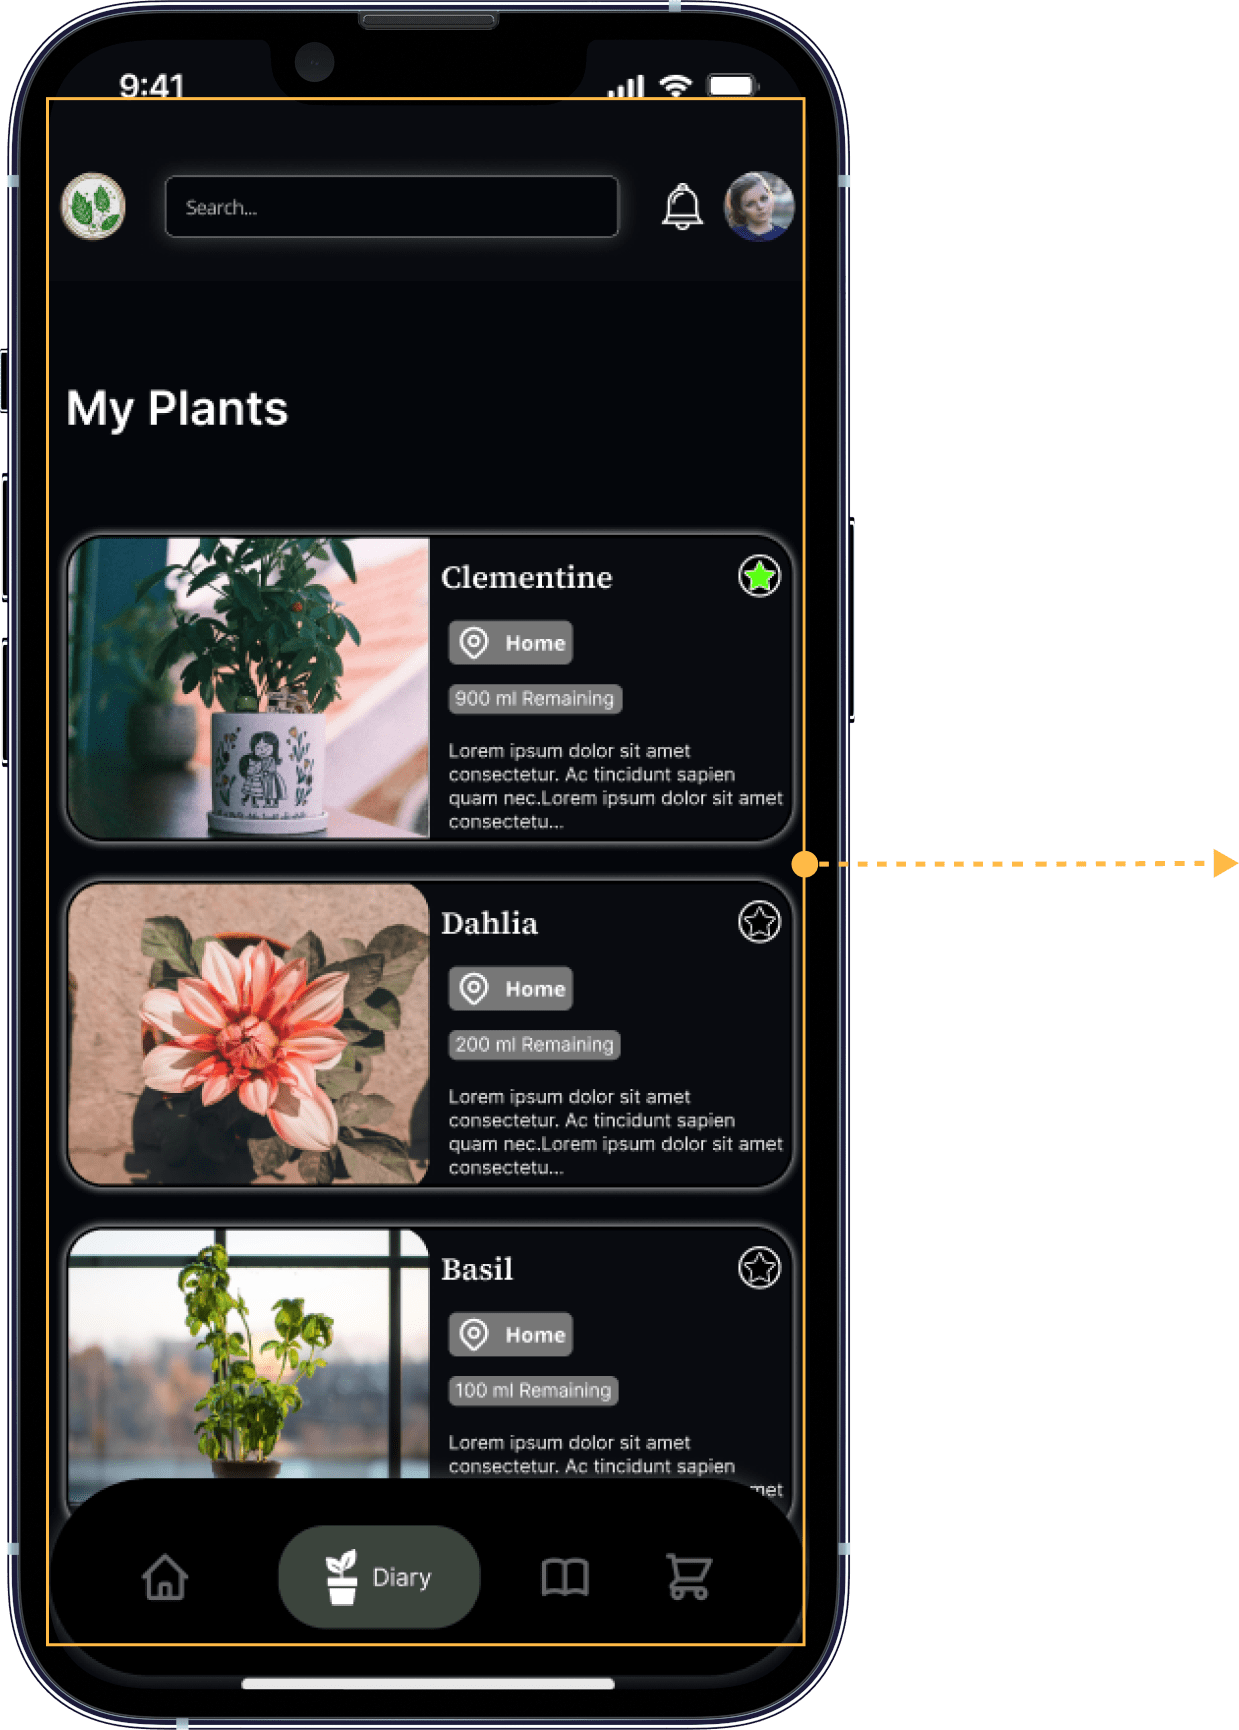 9:41
Search...
My Plants
Clementine
Home
900 ml Remaining
Lorem ipsum dolor sit amet
consectetur. Ac tincidunt sapien
quam nec.Lorem ipsum dolor sit amet
consectetu...
Dahlia
Home
200 ml Remaining
Lorem ipsum dolor sit amet
consectetur. Ac tincidunt sapien
quam nec.Lorem ipsum dolor sit amet
consectetu...
Basil
Home
100 ml Remaining
Lorem ipsum dolor sit amet
consectetur. Ac tincidunt sapien
met
Diary